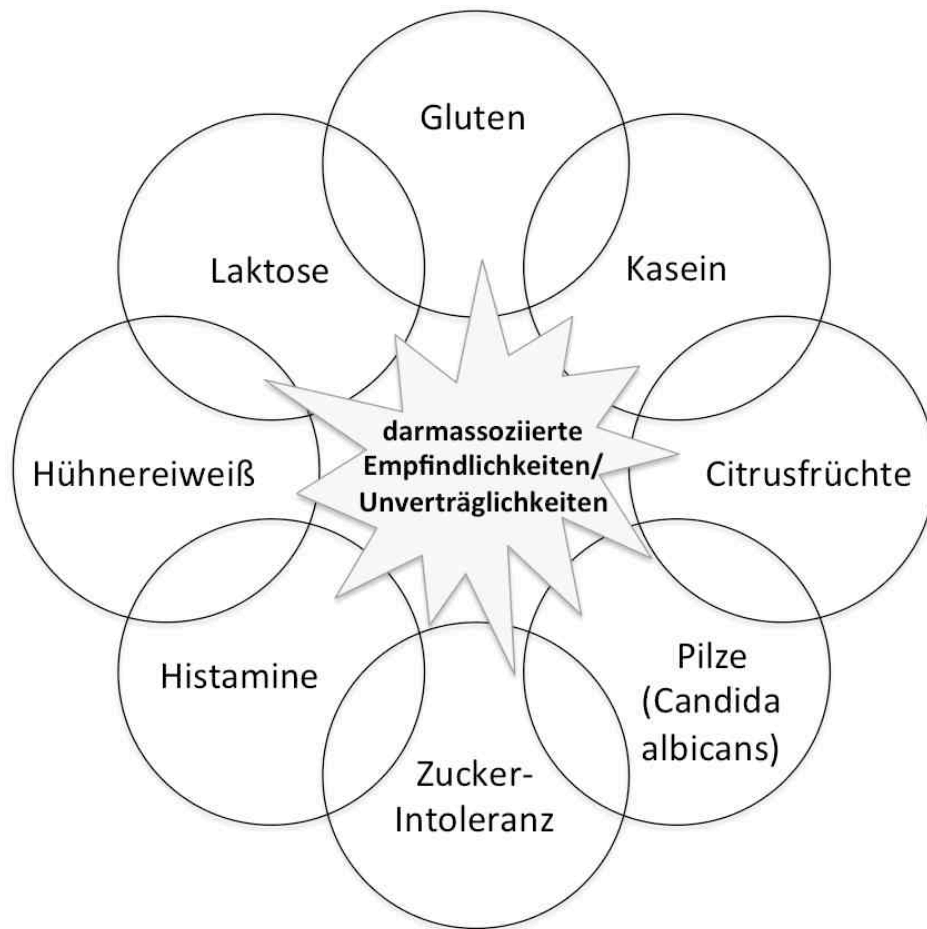 Gluten
Kasein
Citrusfrüchte
Pilze
(Candida
albicans)
Zucker-
Intoleranz
Histamine
Hühnereiweiß
Laktose
darmassoziierte
Empfindlichkeiten/
Unverträglichkeiten